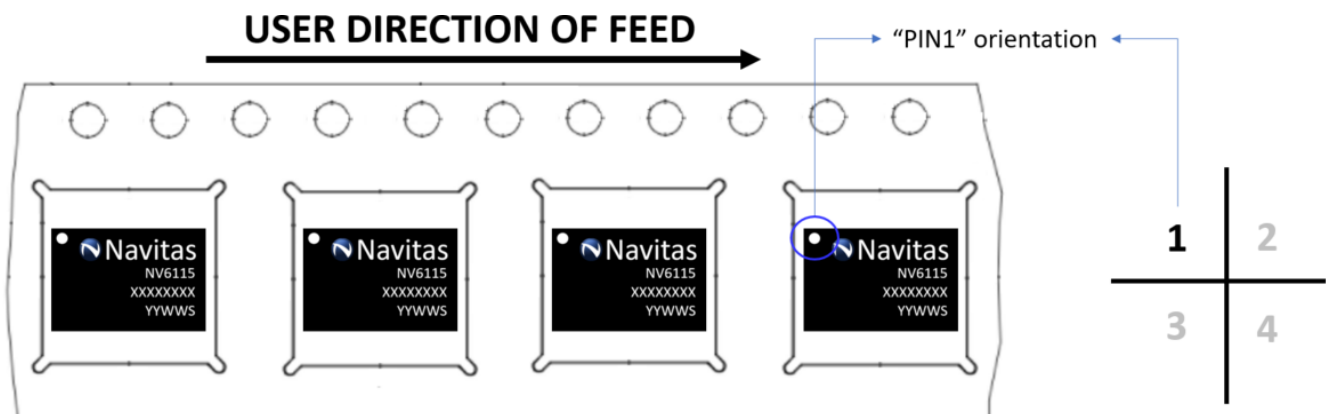 USER DIRECTION OF FEED
“PIN1” orientation
Navitas
NV6115
XXXXXXXX
YYWWS
Navitas
NV6115
XXXXXXXX
YYWWS
Navitas
NV6115
XXXXXXXX
YYWWS
Navitas
NV6115
XXXXXXXX
YYWWS
1 2
3 4